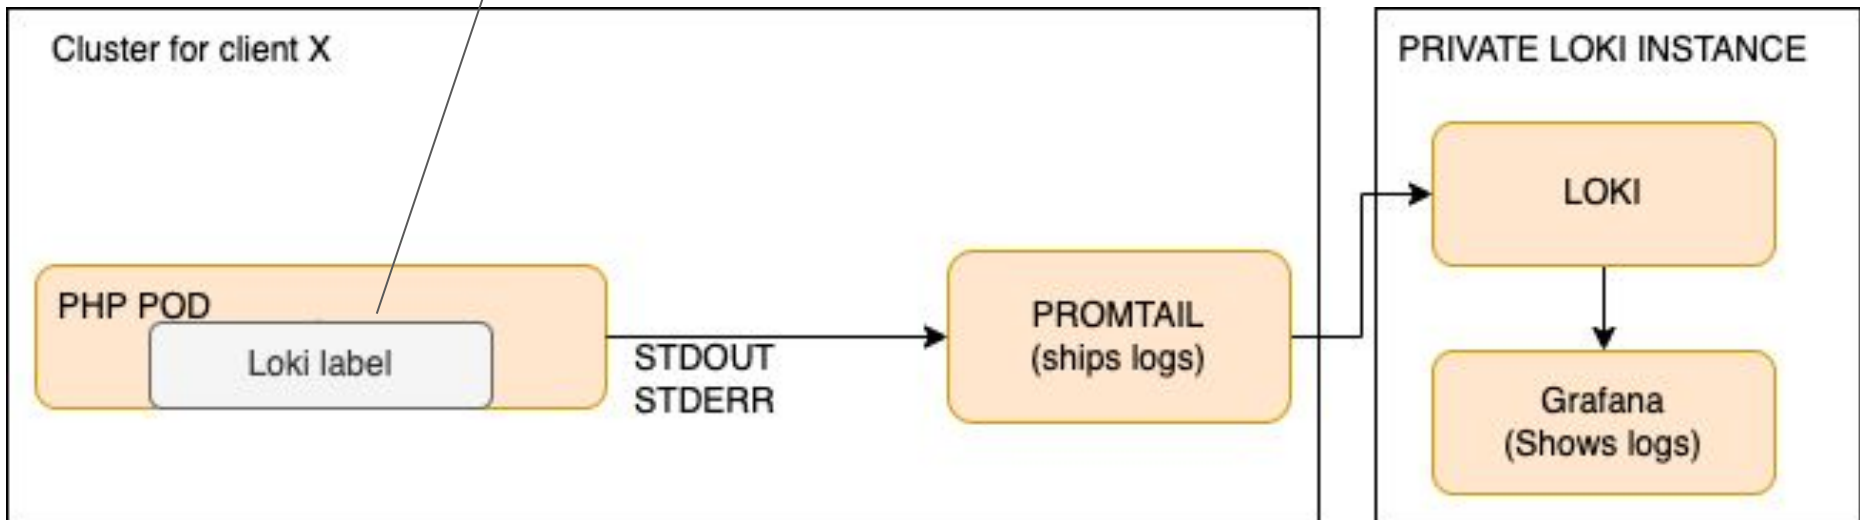 Cluster for client X
PHP POD
Loki label
STDOUT
STDERR
PROMTAIL
(ships logs)
PRIVATE LOKI INSTANCE
LOKI
Grafana
(Shows logs)